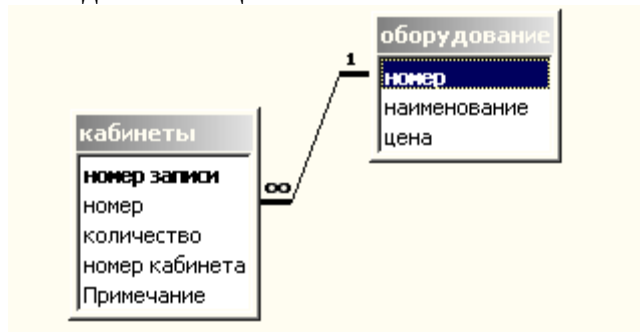 оборудование
1
номер
наименование
цена
кабинеты
номер записи
∞
номер
количество
номер кабинета
Примечание